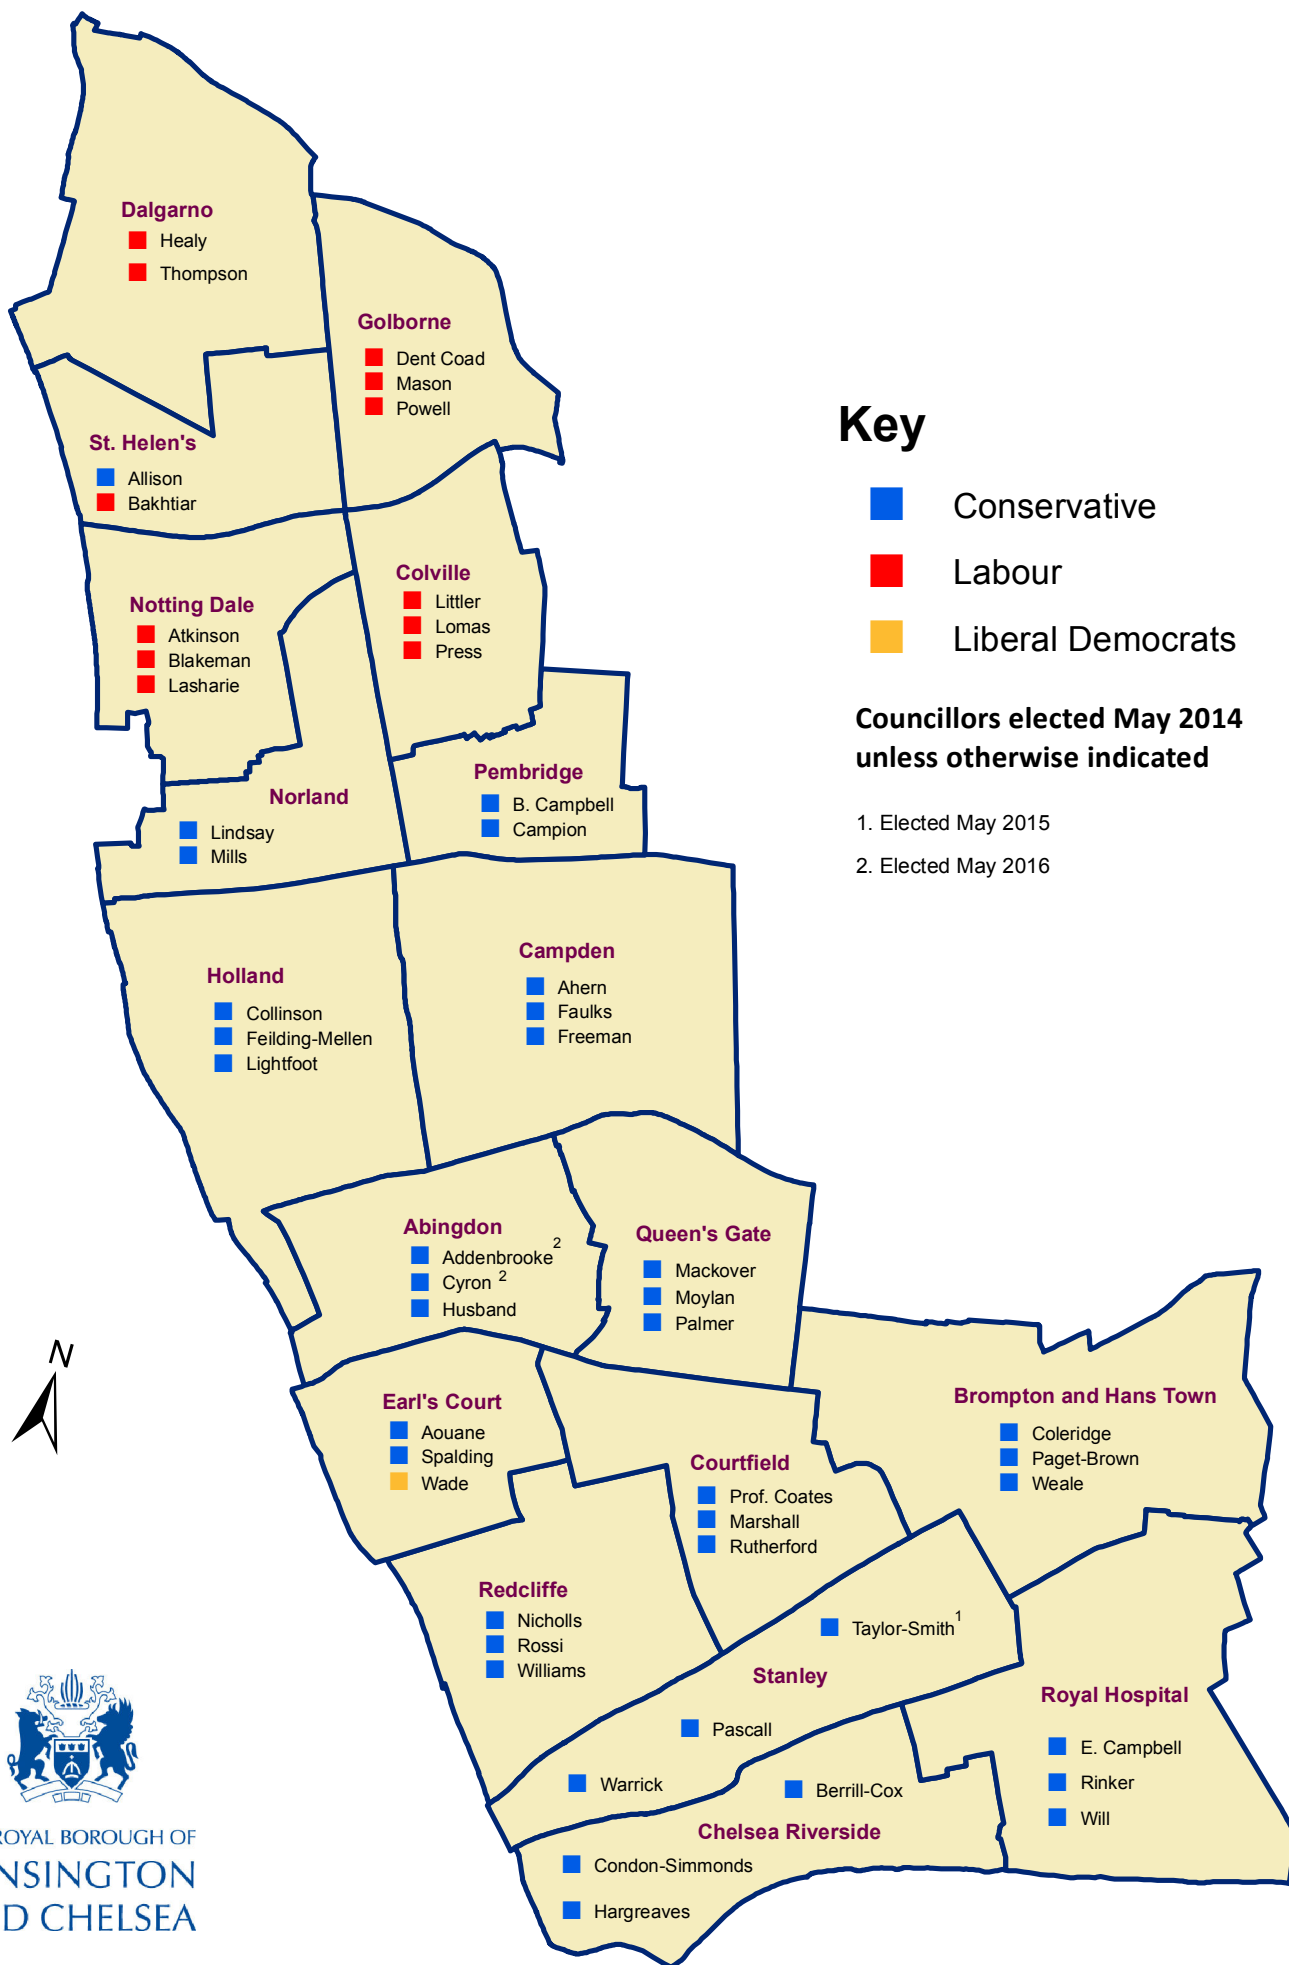 Dalgarno
Healy
Thompson
Golborne
Dent Coad
Mason
Powell
St. Helen's
Allison
Bakhtiar
Key
Conservative
Labour
Liberal Democrats
Councillors elected May 2014
unless otherwise indicated
1. Elected May 2015
2. Elected May 2016
Colville
Littler
Lomas
Press
Notting Dale
Atkinson
Blakeman
Lasharie
Pembridge
B. Campbell
Campion
Norland
Lindsay
Mills
Campden
Ahern
Faulks
Freeman
Holland
Collinson
Feilding-Mellen
Lightfoot
Abingdon
Addenbrooke 2
Cyron 2
Husband
Queen's Gate
Mackover
Moylan
Palmer
N
Earl's Court
Aouane
Spalding
Wade
Brompton and Hans Town
Coleridge
Paget-Brown
Weale
Courtfield
Prof. Coates
Marshall
Rutherford
Redcliffe
Nicholls
Rossi
Williams
Taylor-Smith 1
Stanley
Pascall
Warrick
Royal Hospital
E. Campbell
Rinker
Will
Berrill-Cox
Chelsea Riverside
Condon-Simmonds
Hargreaves
ROYAL BOROUGH OF
NSINGTON
D CHELSEA